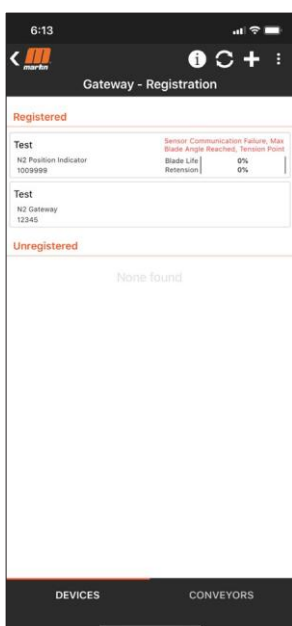 6:13
martin
Gateway - Registration
Registered
Test
Sensor Communication Failure, Max
Blade Angle Reached, Tension Point
N2 Position Indicator
1009999
Blade Life 0%
Retension 0%
Test
N2 Gateway
12345
Unregistered
None found
DEVICES
CONVEYORS